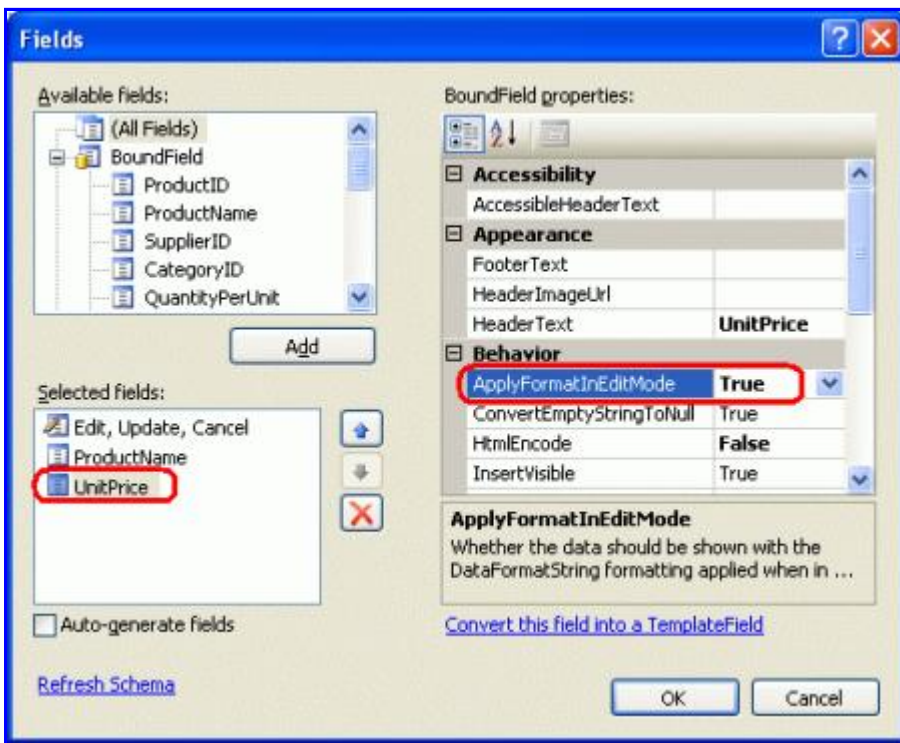 Fields
Available fields:
(All Fields)
BoundField
ProductID
ProductName
SupplierID
CategoryID
QuantityPerUnit
Add
Selected fields:
Edit, Update, Cancel
ProductName
UnitPrice
Auto-generate fields
Refresh Schema
BoundField properties:
Accessibility
AccessibleHeaderText
Appearance
FooterText
HeaderImageUrl
HeaderText UnitPrice
Behavior
ApplyFormatInEditMode True
ConvertEmptyStringToNull True
HtmlEncode False
InsertVisible True
ApplyFormatInEditMode
Whether the data should be shown with the
DataFormatString formatting applied when in ...
Convert this field into a TemplateField
OK Cancel